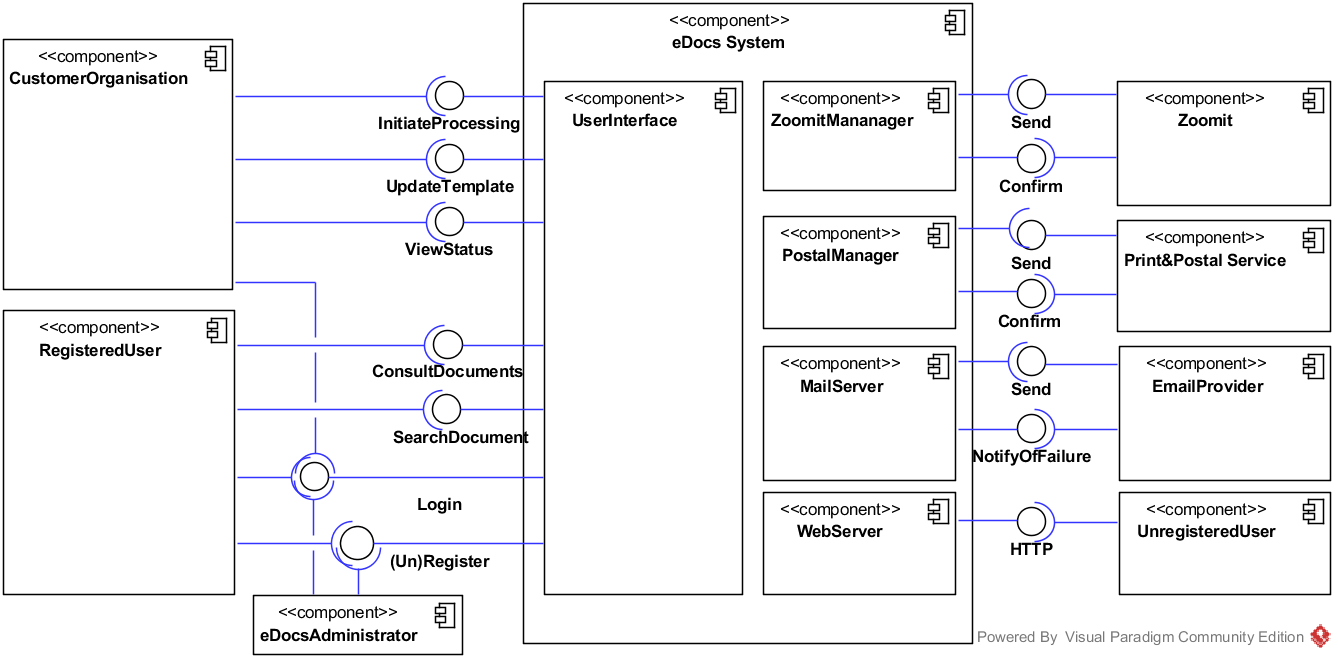 <<component>>
eDocs System
<<component>>
CustomerOrganisation
<<component>>
UserInterface
<<component>>
ZoomitMananager
<<component>>
Zoomit
InitiateProcessing
UpdateTemplate
ViewStatus
Send
Confirm
<<component>>
PostalManager
<<component>>
Print&Postal Service
Send
Confirm
<<component>>
RegisteredUser
ConsultDocuments
SearchDocument
Login
(Un)Register
<<component>>
MailServer
<<component>>
EmailProvider
Send
NotifyOfFailure
<<component>>
WebServer
<<component>>
UnregisteredUser
HTTP
<<component>>
eDocsAdministrator
Powered By Visual Paradigm Community Edition